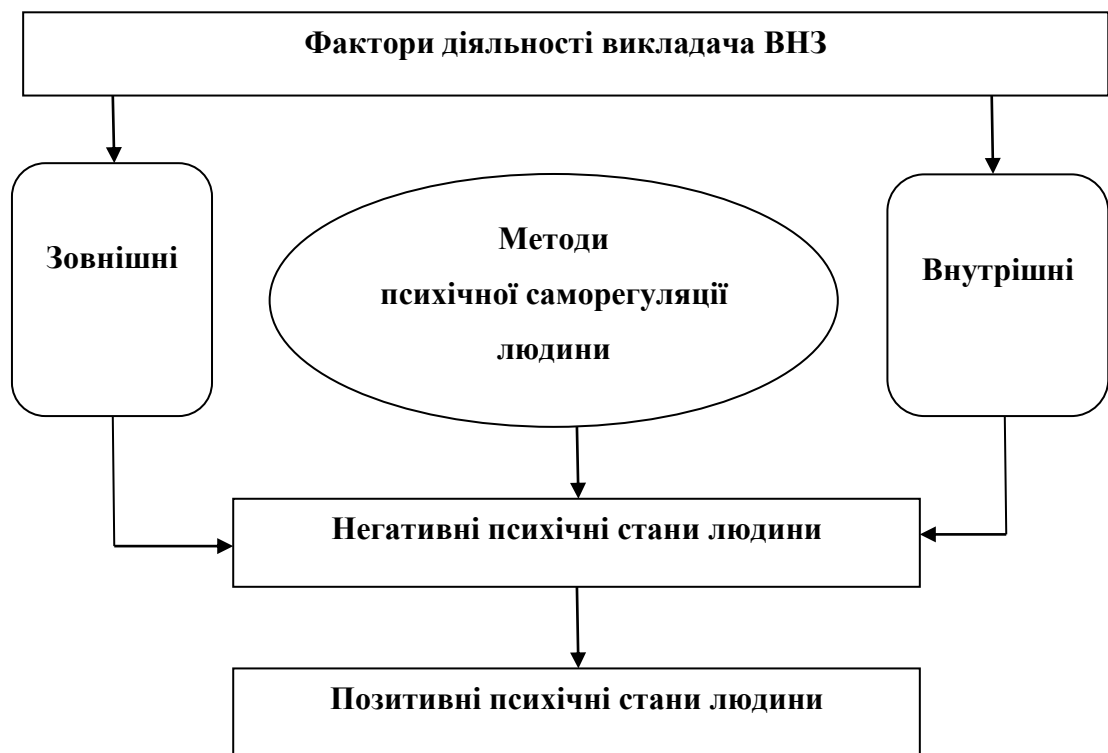 Фактори діяльності викладача ВНЗ
Зовнішні
Методи
психічної саморегуляції
людини
Внутрішні
Негативні психічні стани людини
Позитивні психічні стани людини